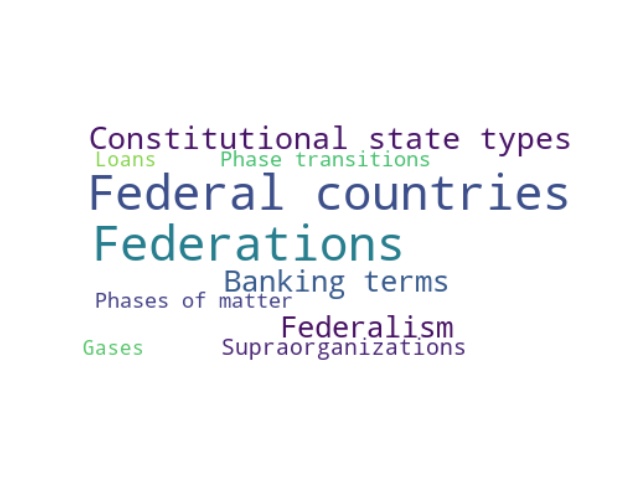 Constitutional state types
Loans
Phase transitions
Federal countries
Federations
Banking terms
Phases of matter
Federalism
Gases
Supraorganizations